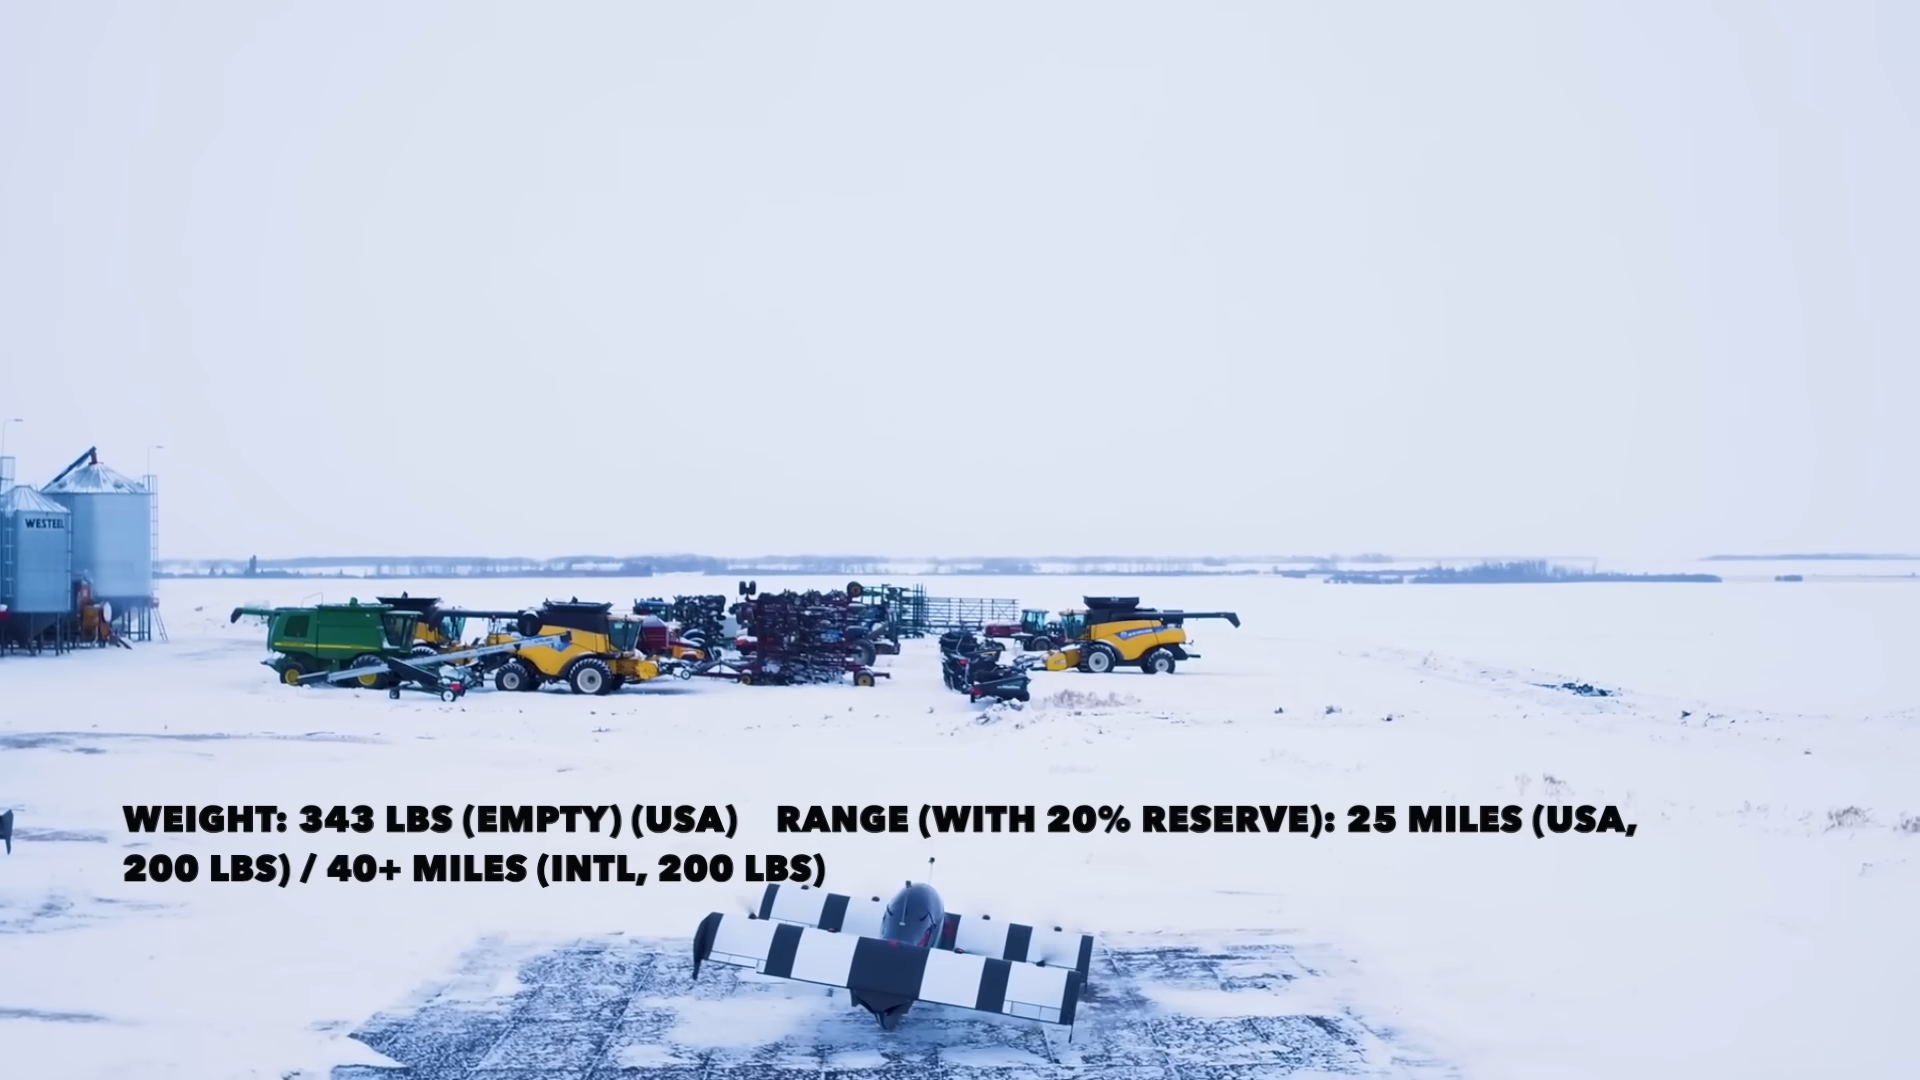 WESTEEL
WEIGHT: 343 LBS (EMPTY) (USA) RANGE (WITH 20% RESERVE): 25 MILES (USA,
200 LBS) / 40+ MILES (INTL, 200 LBS)